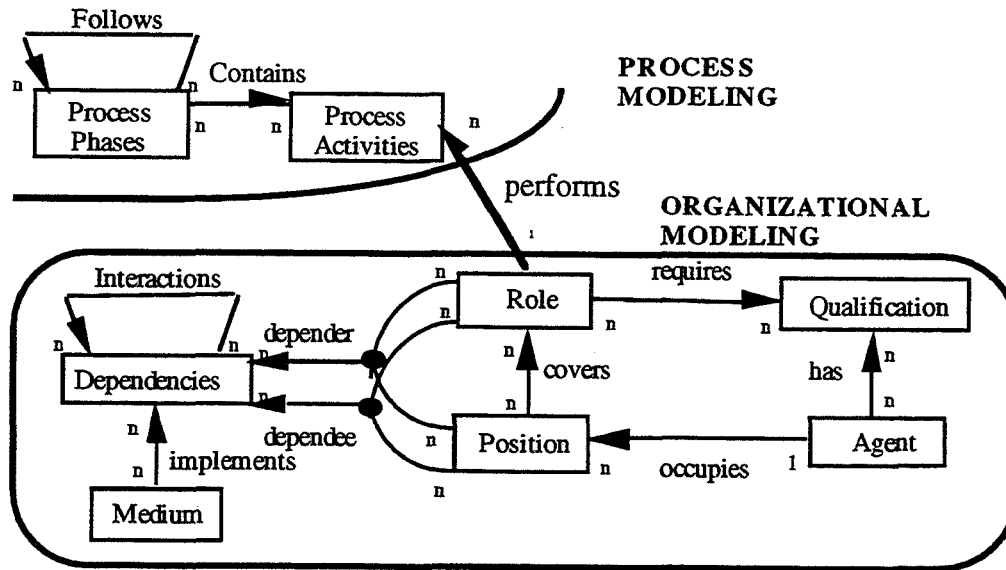 Follows
n
n
Contains
Process
Phases
n
n
Process
Activities
n
PROCESS
MODELING
performs
1
ORGANIZATIONAL
MODELING
Interactions
n
n
Dependencies
n
depender
n
dependee
n
n
implements
Medium
n
n
Role
n
requires
n
Qualification
n
covers
n
n
n
Position
n
occupies
1
Agent
has
n
n